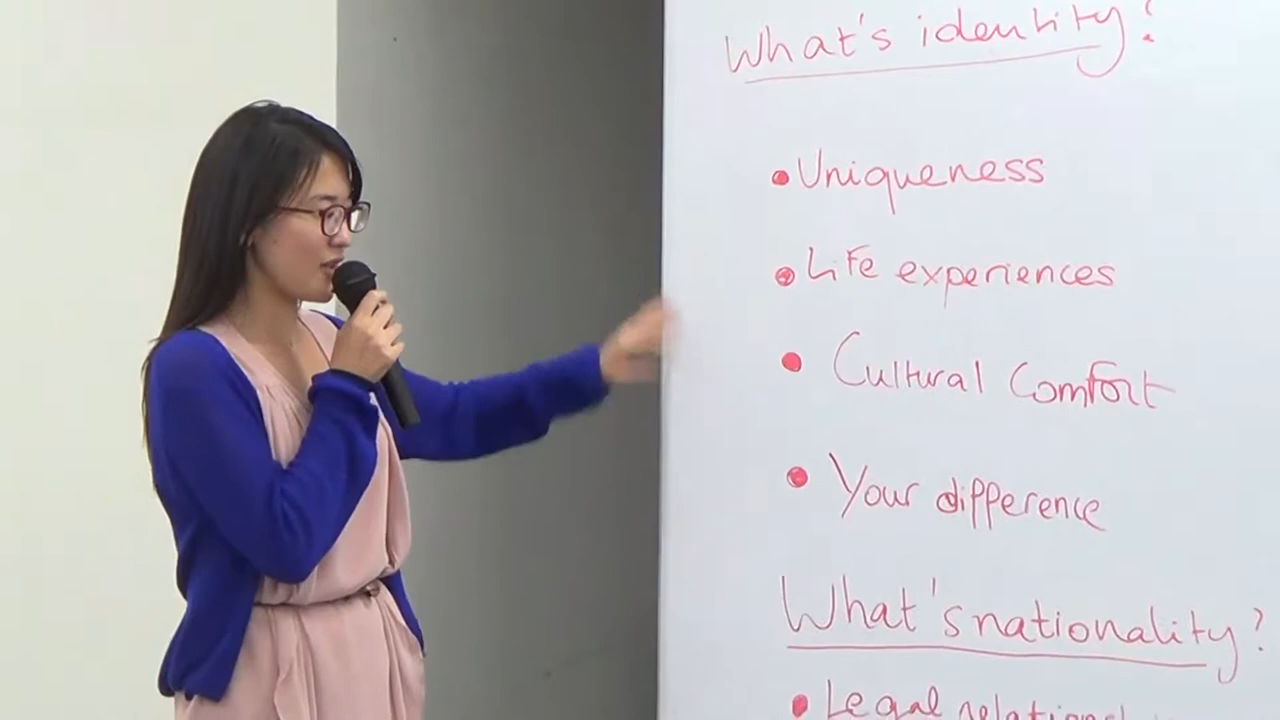 What's identity?
• Uniqueness
• Life experiences
• Cultural Comfort
• Your difference
What's nationality?
• Legal